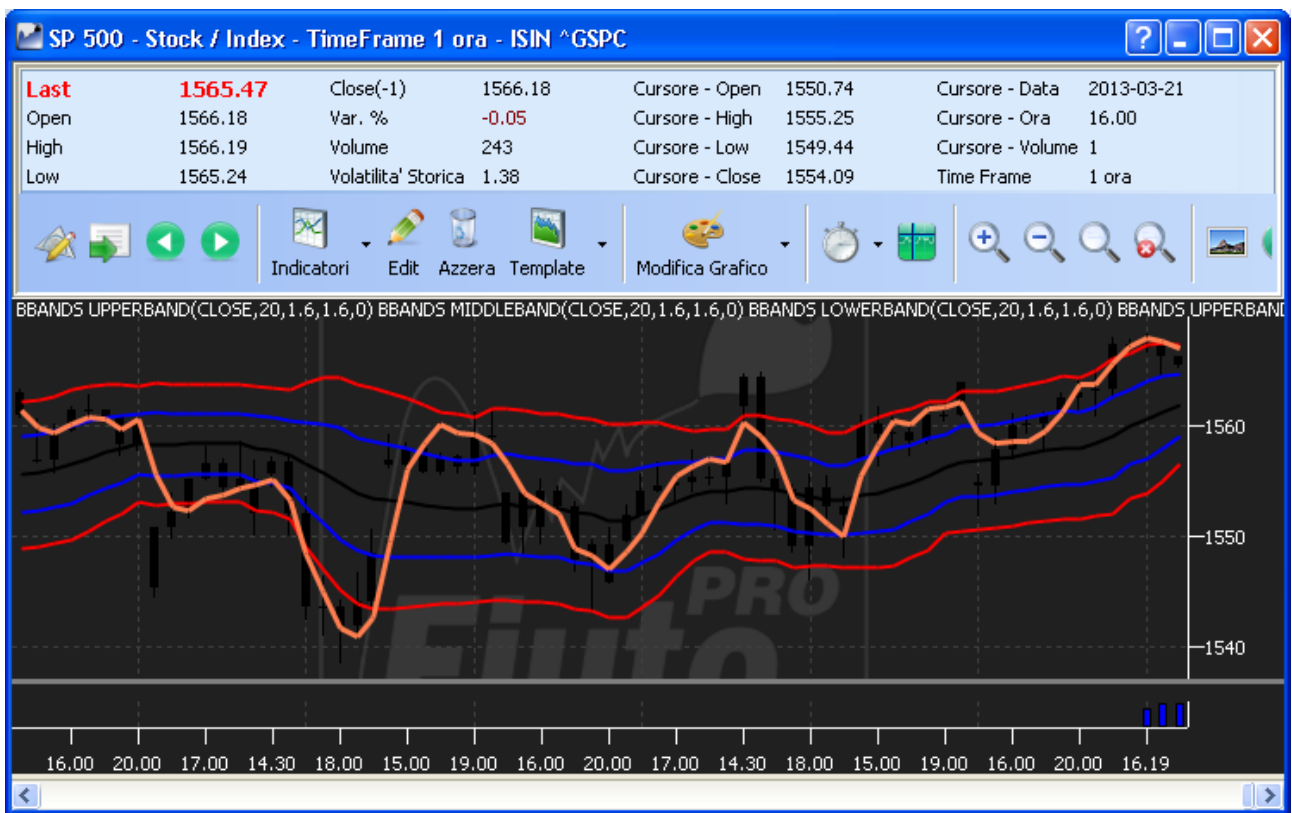 SP 500 - Stock / Index - TimeFrame 1 ora - ISIN ^GSPC
Last 1565.47 Close(-1) 1566.18 Cursore - Open 1550.74 Cursore - Data 2013-03-21
Open 1566.18 Var. % -0.05 Cursore - High 1555.25 Cursore - Ora 16.00
High 1566.19 Volume 243 Cursore - Low 1549.44 Cursore - Volume 1
Low 1565.24 Volatilita' Storica 1.38 Cursore - Close 1554.09 Time Frame 1 ora
Indicatori Edit Azzera Template Modifica Grafico
BBANDS UPPERBAND(CLOSE,20,1.6,1.6,0) BBANDS MIDDLEBAND(CLOSE,20,1.6,1.6,0) BBANDS LOWERBAND(CLOSE,20,1.6,1.6,0) BBANDS UPPERBAND
1560
1550
PRO
Fiuto
1540
16.00 20.00 17.00 14.30 18.00 15.00 19.00 16.00 20.00 17.00 14.30 18.00 15.00 19.00 16.00 20.00 16.19